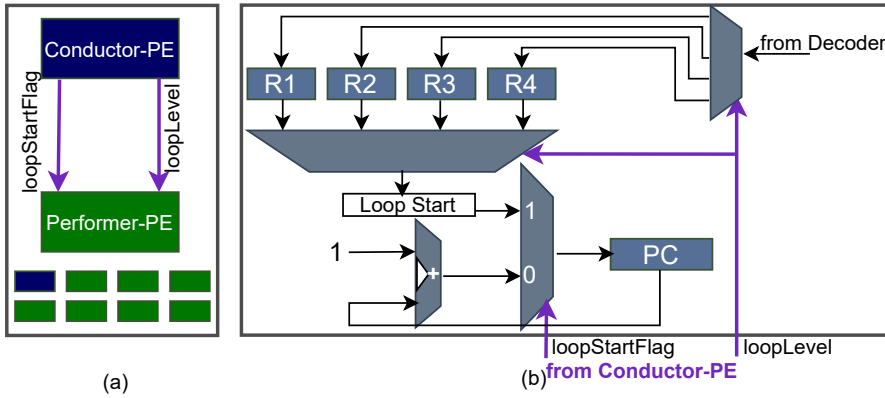 Conductor-PE
loopStartFlag
loopLevel
Performer-PE
(a)
from Decoder
R1 R2 R3 R4
Loop Start
1
1
+
0
PC
loopStartFlag
loopLevel
from Conductor-PE
(b)